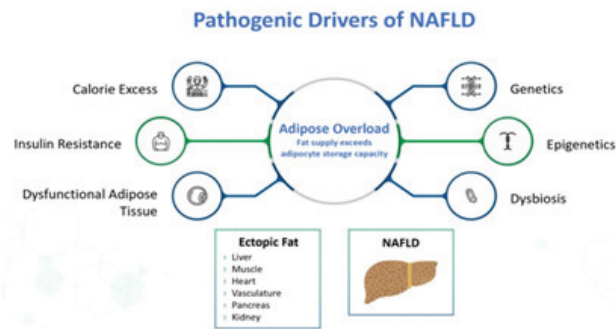 Pathogenic Drivers of NAFLD
Calorie Excess
Genetics
Adipose Overload
Fat supply exceeds
adipocyte storage capacity
Insulin Resistance
Epigenetics
Dysfunctional Adipose
Tissue
Dysbiosis
Ectopic Fat
Liver
Muscle
Heart
Vasculature
Pancreas
Kidney
NAFLD